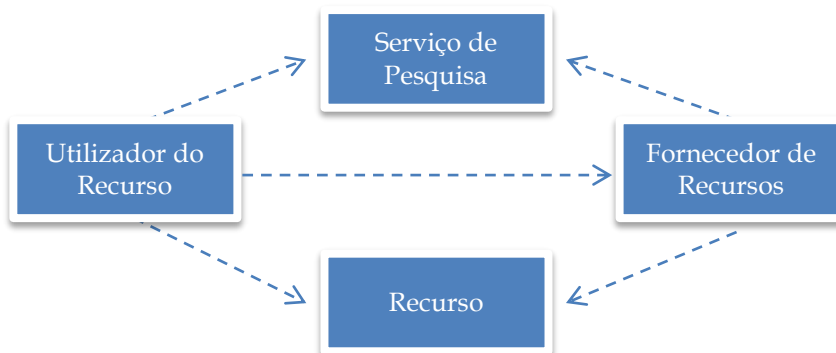 Serviço de
Pesquisa
Utilizador do
Recurso
Fornecedor de
Recursos
Recurso